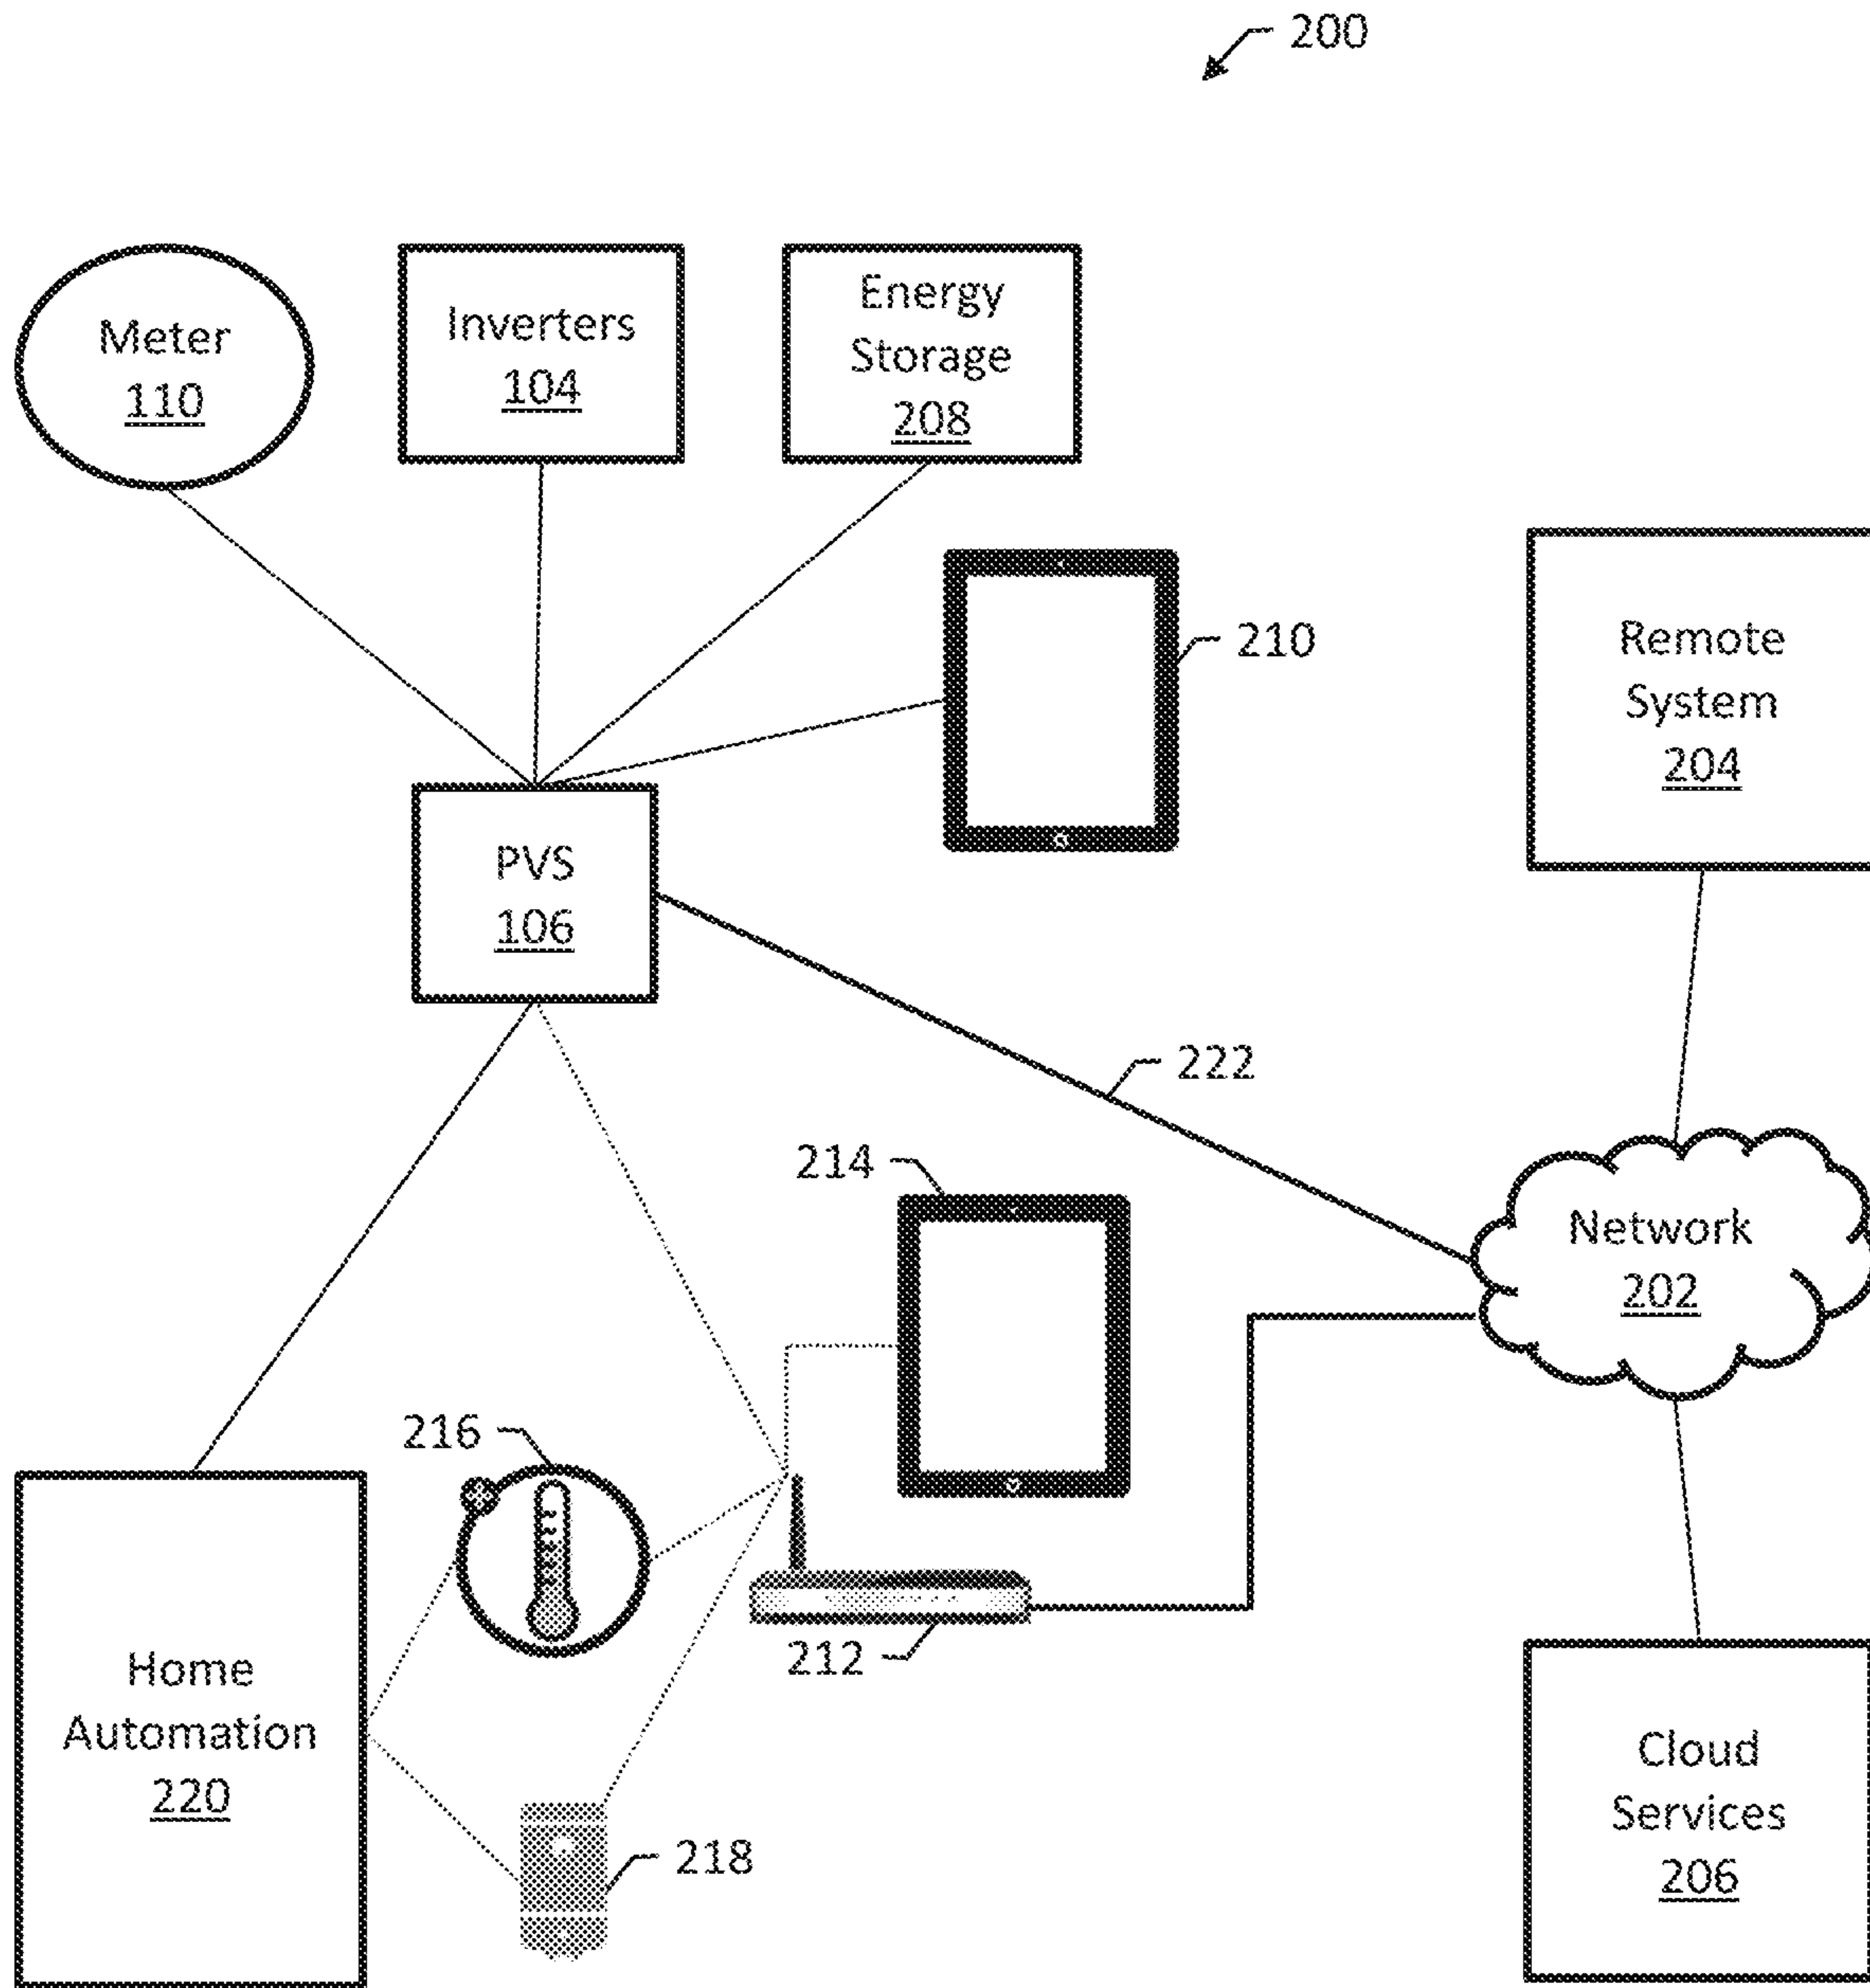 200
Meter
110
Inverters
104
Energy
Storage
208
210
Remote
System
204
PVS
106
222
214
Network
202
216
212
Home
Automation
220
218
Cloud
Services
206